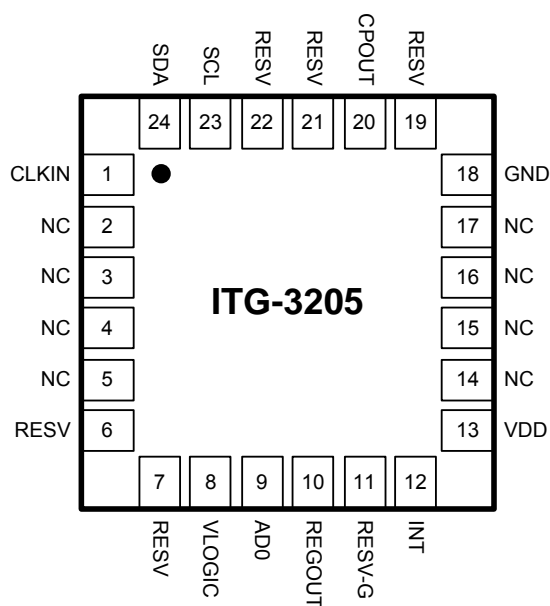 SDA SCL RESV RESV CPOUT RESV
24 23 22 21 20 19
CLKIN 1 18 GND
NC 2 17 NC
NC 3 16 NC
ITG-3205
NC 4 15 NC
NC 5 14 NC
RESV 6 13 VDD
7 8 9 10 11 12
RESV VLOGIC AD0 REGOUT RESV-G INT